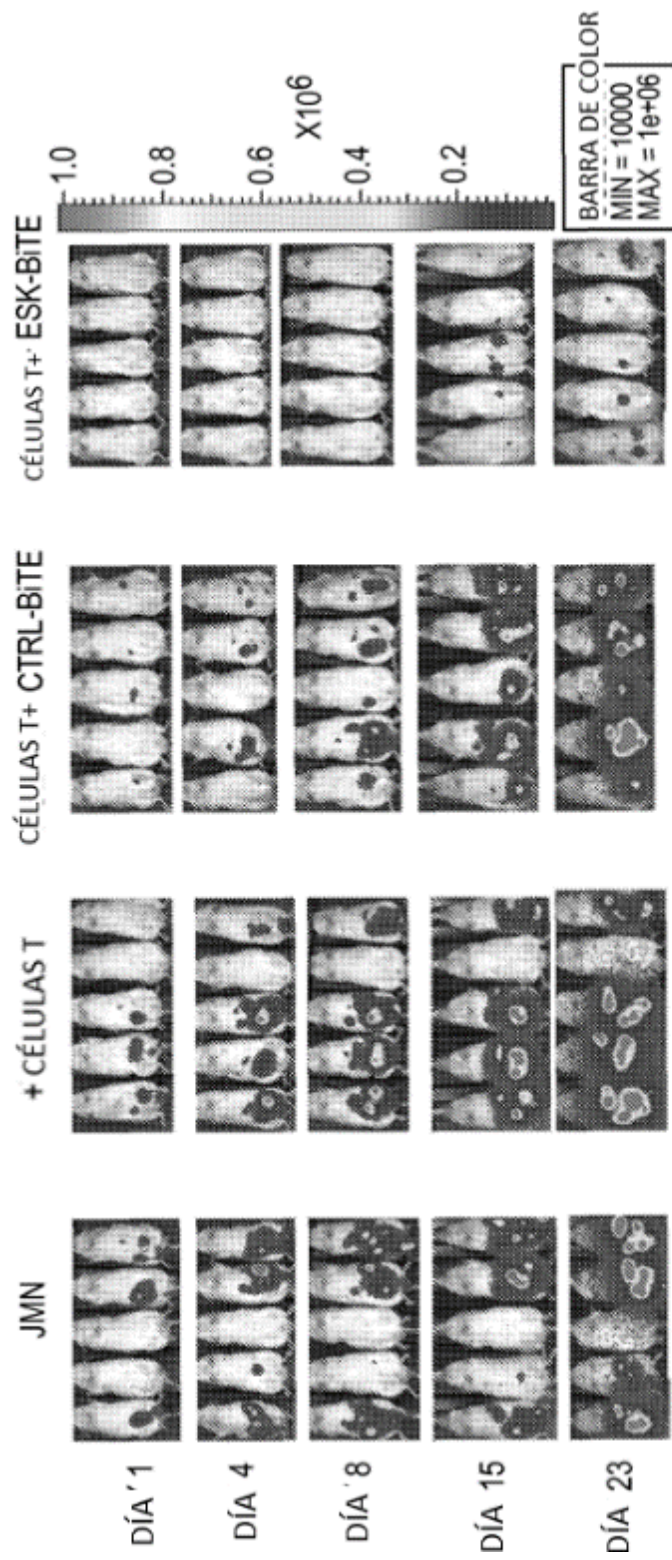 JMN
+ CÉLULAS T
CÉLULAS T+ CTRL-BiTE
CÉLULAS T+' ESK-BiTE
DÍA ' 1
DÍA 4
DÍA ' 8
DÍA 15
DÍA ' 23
1.0
0.8
0.6
0.4
0.2
X10⁶
BARRA DE COLOR
MIN = 10000
MAX = 1e+06